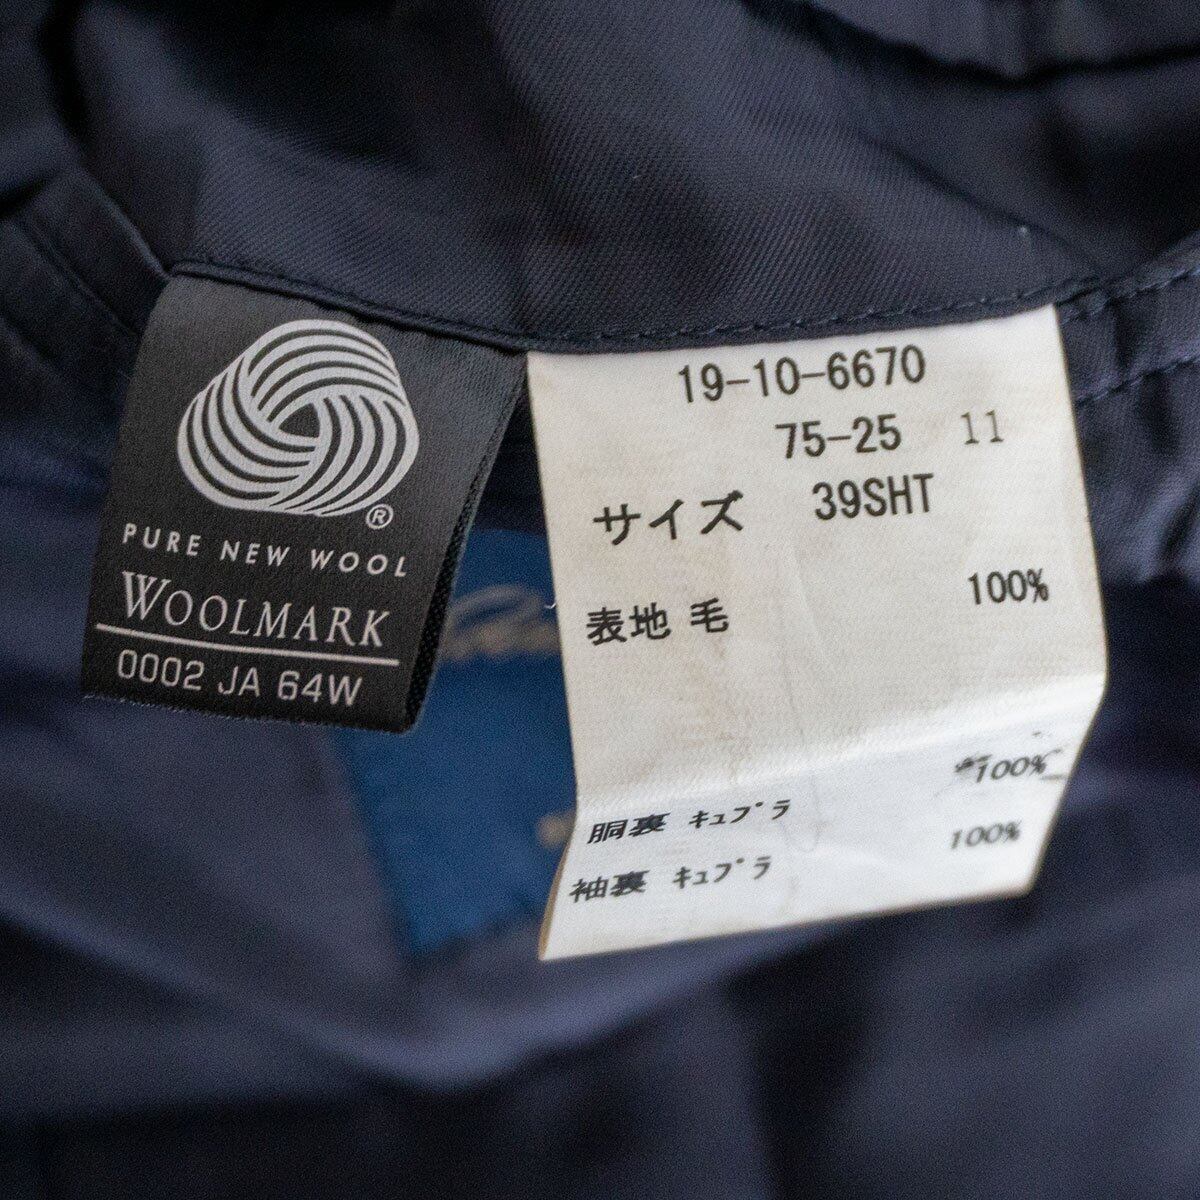 ®
PURE NEW WOOL
WOOLMARK
0002 JA 64W
19-10-6670
75-25 11
サイズ 39SHT
表地 毛 100%
100%
胴裏 キュプラ
袖裏 キュプラ 100%